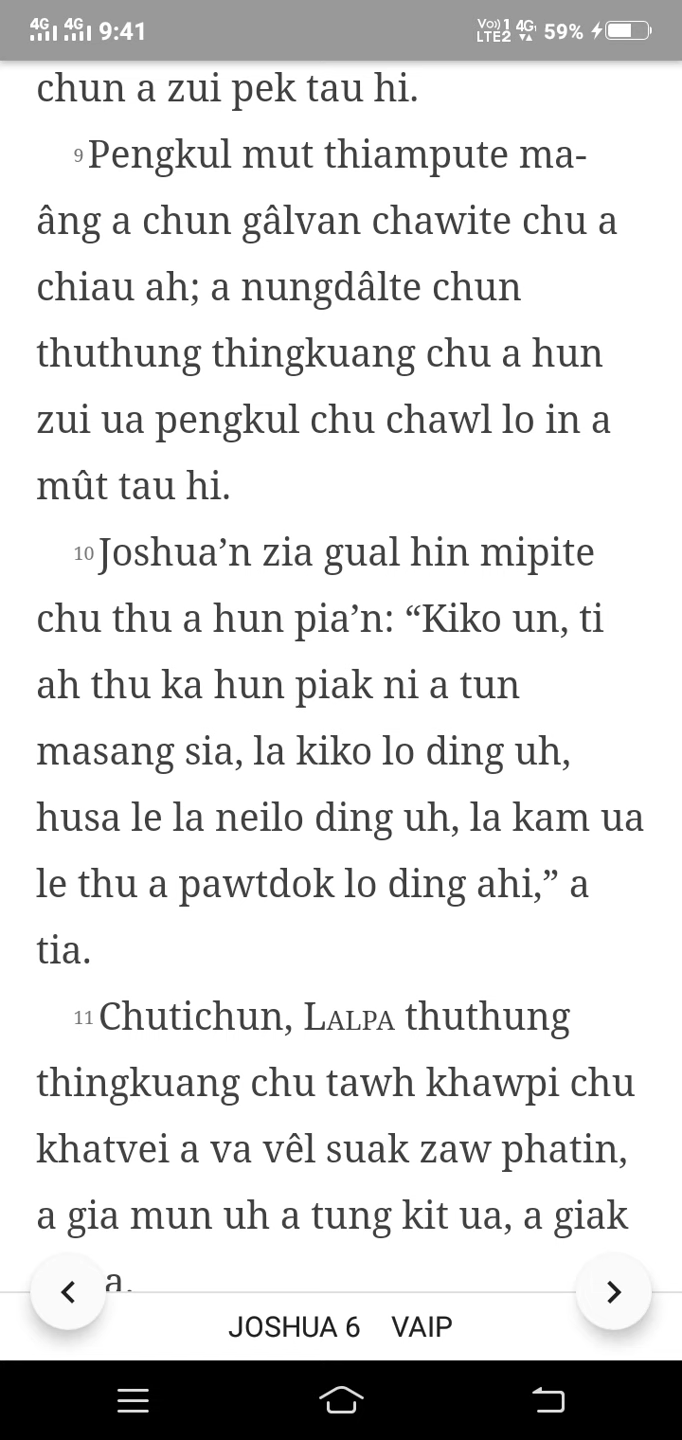 4G 4G 9:41 Vo)) 1 4G LTE2 59%
chun a zui pek tau hi.
9 Pengkul mut thiampute ma-
âng a chun gâlvan chawite chu a
chiau ah; a nungdâlte chun
thuthung thingkuang chu a hun
zui ua pengkul chu chawl lo in a
mût tau hi.
10 Joshua’n zia gual hin mipite
chu thu a hun pia’n: “Kiko un, ti
ah thu ka hun piak ni a tun
masang sia, la kiko lo ding uh,
husa le la neilo ding uh, la kam ua
le thu a pawtdok lo ding ahi,” a
tia.
11 Chutichun, LALPA thuthung
thingkuang chu tawh khawpi chu
khatvei a va vêl suak zaw phatin,
a gia mun uh a tung kit ua, a giak
a.
JOSHUA 6 VAIP